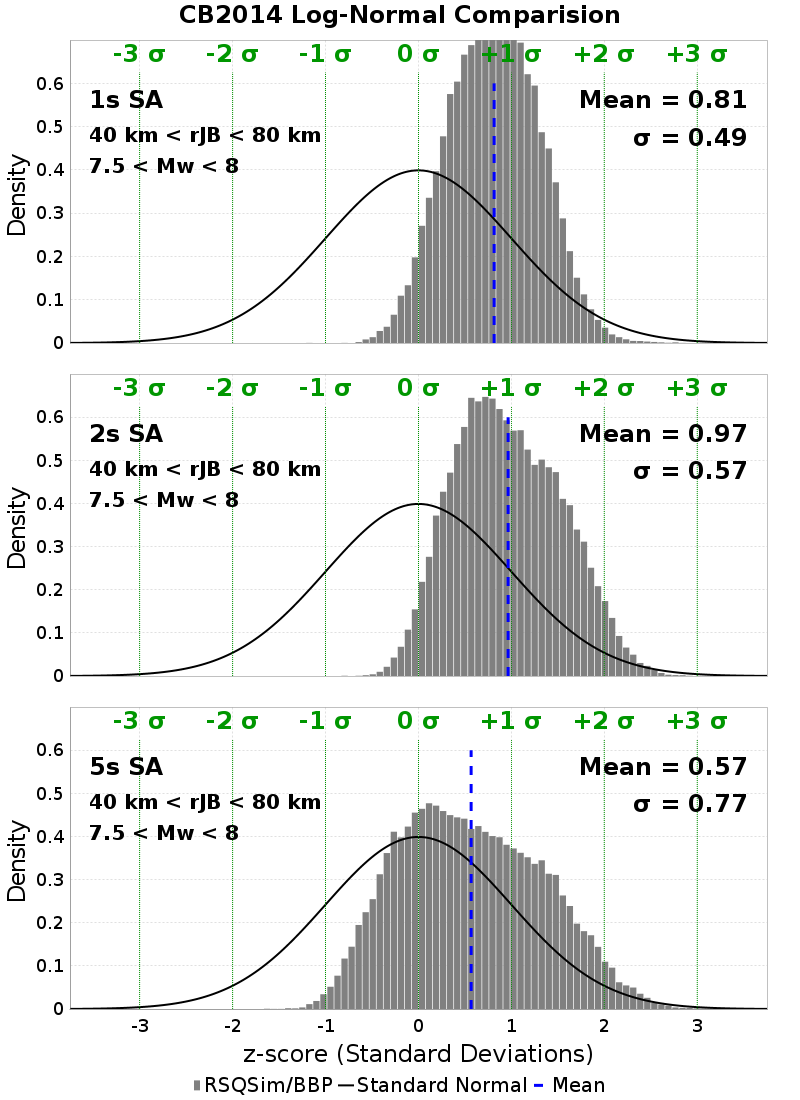 CB2014 Log-Normal Comparision
-3 σ -2 σ -1 σ 0 σ +1 σ +2 σ +3 σ
0.6
1s SA Mean = 0.81
0.5
40 km < rJB < 80 km σ = 0.49
7.5 < Mw < 8
0.4
0.3
0.2
0.1
0
Density
-3 σ -2 σ -1 σ 0 σ +1 σ +2 σ +3 σ
0.6
2s SA Mean = 0.97
0.5
40 km < rJB < 80 km σ = 0.57
7.5 < Mw < 8
0.4
0.3
0.2
0.1
0
Density
-3 σ -2 σ -1 σ 0 σ +1 σ +2 σ +3 σ
0.6
5s SA Mean = 0.57
0.5
40 km < rJB < 80 km σ = 0.77
7.5 < Mw < 8
0.4
0.3
0.2
0.1
0
Density
-3 -2 -1 0 1 2 3
z-score (Standard Deviations)
RSQSim/BBP Standard Normal Mean